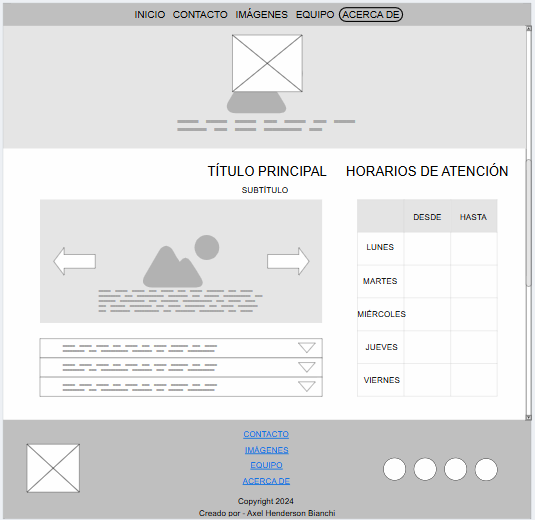 INICIO CONTACTO IMÁGENES EQUIPO ACERCA DE
TÍTULO PRINCIPAL
SUBTÍTULO
HORARIOS DE ATENCIÓN
DESDE HASTA
LUNES
MARTES
MIÉRCOLES
JUEVES
VIERNES
CONTACTO
IMÁGENES
EQUIPO
ACERCA DE
Copyright 2024
Creado por - Axel Henderson Bianchi